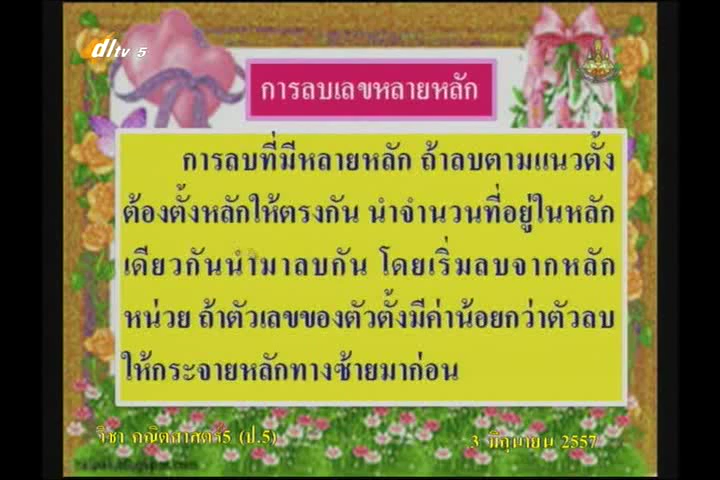 dltv 5
การลบเลขหลายหลัก
การลบที่มีหลายหลัก ถ้าลบตามแนวตั้ง
ต้องตั้งหลักให้ตรงกัน นำจำนวนที่อยู่ในหลัก
เดียวกันนำมาลบกัน โดยเริ่มลบจากหลัก
หน่วย ถ้าตัวเลขของตัวตั้งมีค่าน้อยกว่าตัวลบ
ให้กระจายหลักทางซ้ายมาก่อน
วิชา คณิตศาสตร์5 (ป.5)
3 มิถุนายน 2557